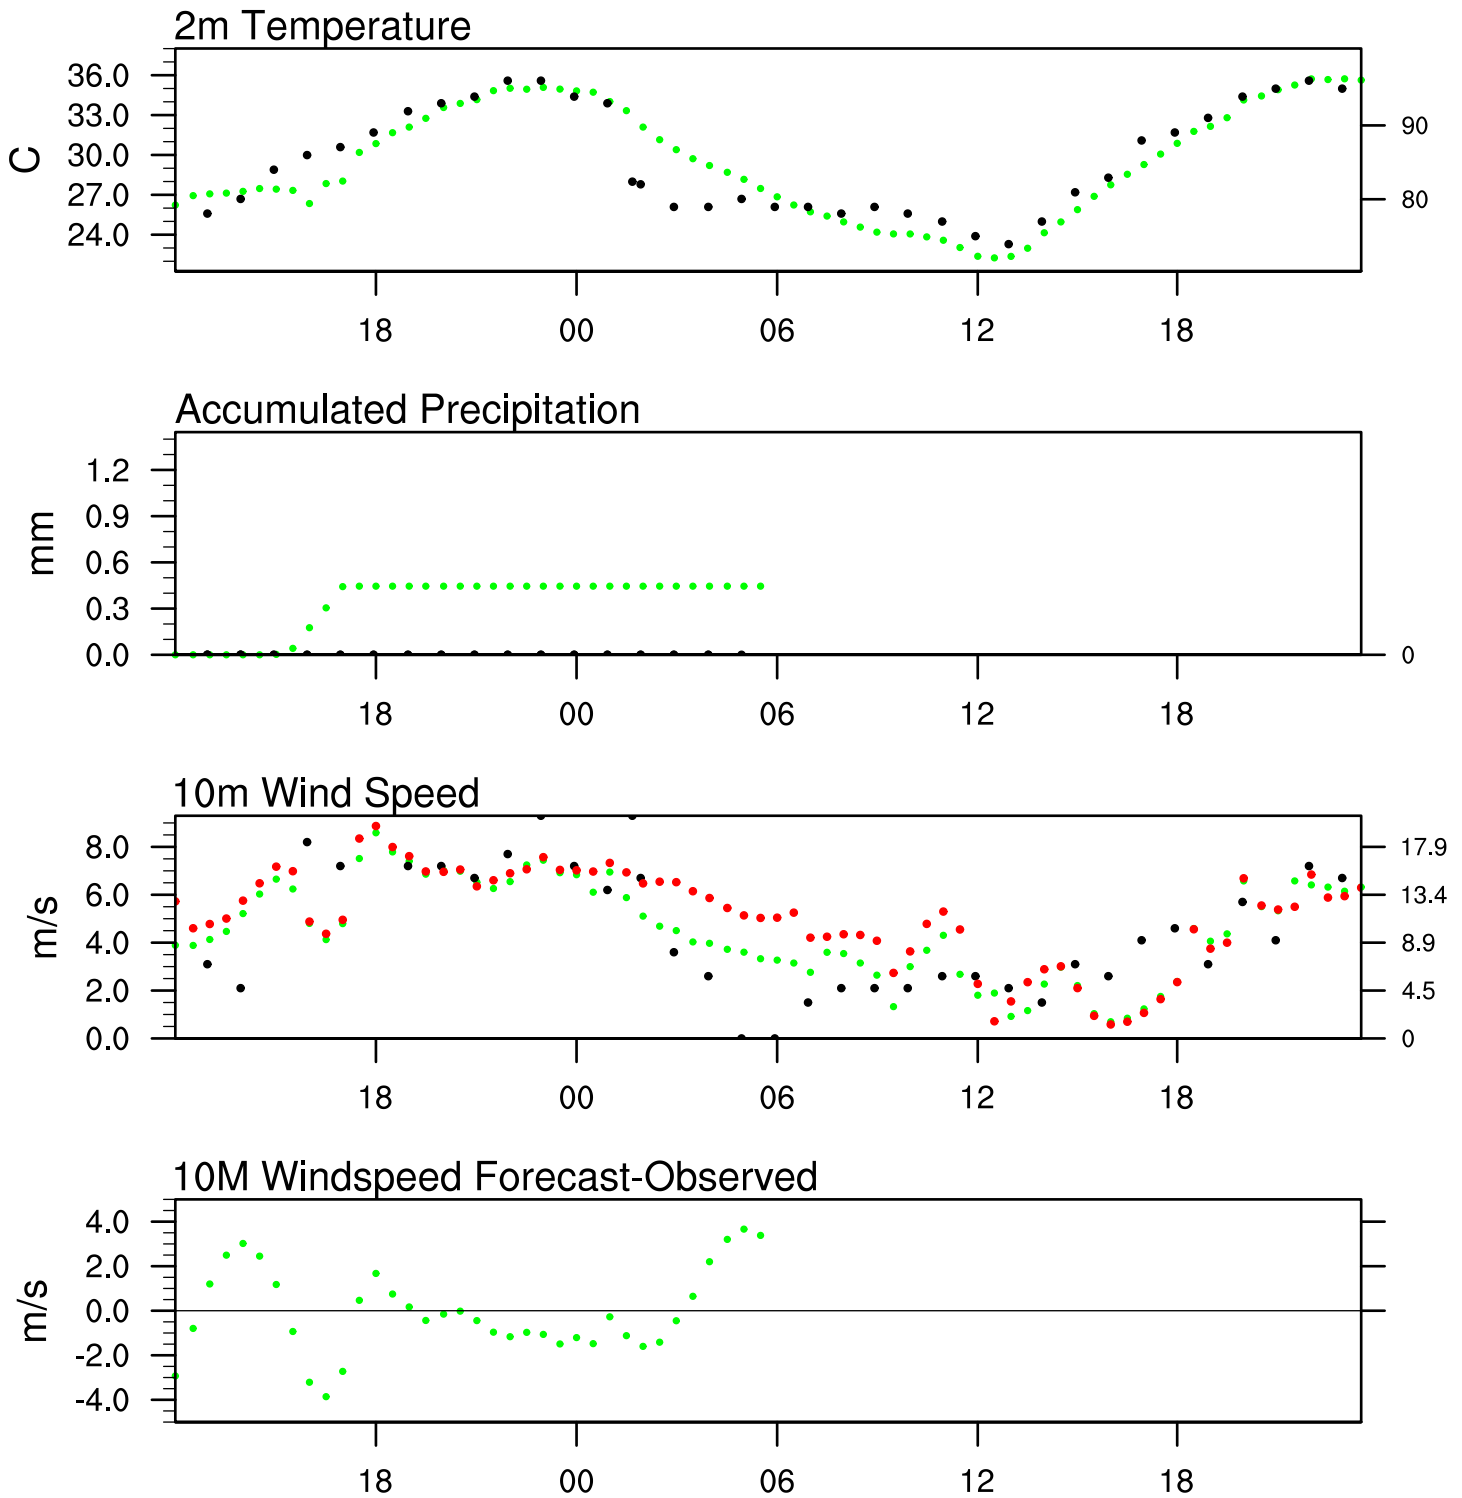 2m Temperature
36.0
33.0
30.0
27.0
24.0
C
90
80
18 00 06 12 18
Accumulated Precipitation
1.2
0.9
0.6
0.3
0.0
mm
0
18 00 06 12 18
10m Wind Speed
8.0
6.0
4.0
2.0
0.0
m/s
17.9
13.4
8.9
4.5
0
18 00 06 12 18
10M Windspeed Forecast-Observed
4.0
2.0
0.0
-2.0
-4.0
m/s
18 00 06 12 18